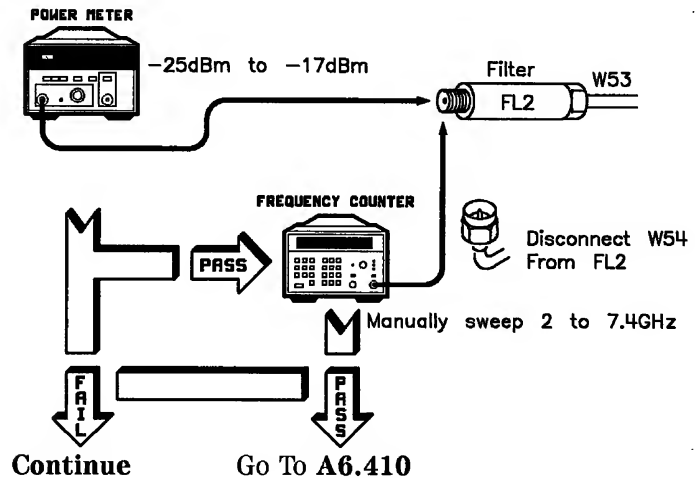 POWER METER
-25dBm to -17dBm
Filter
W53
FL2
FREQUENCY COUNTER
PASS
Disconnect W54
From FL2
Manually sweep 2 to 7.4GHz
FAIL
PASS
Continue
Go To A6.410